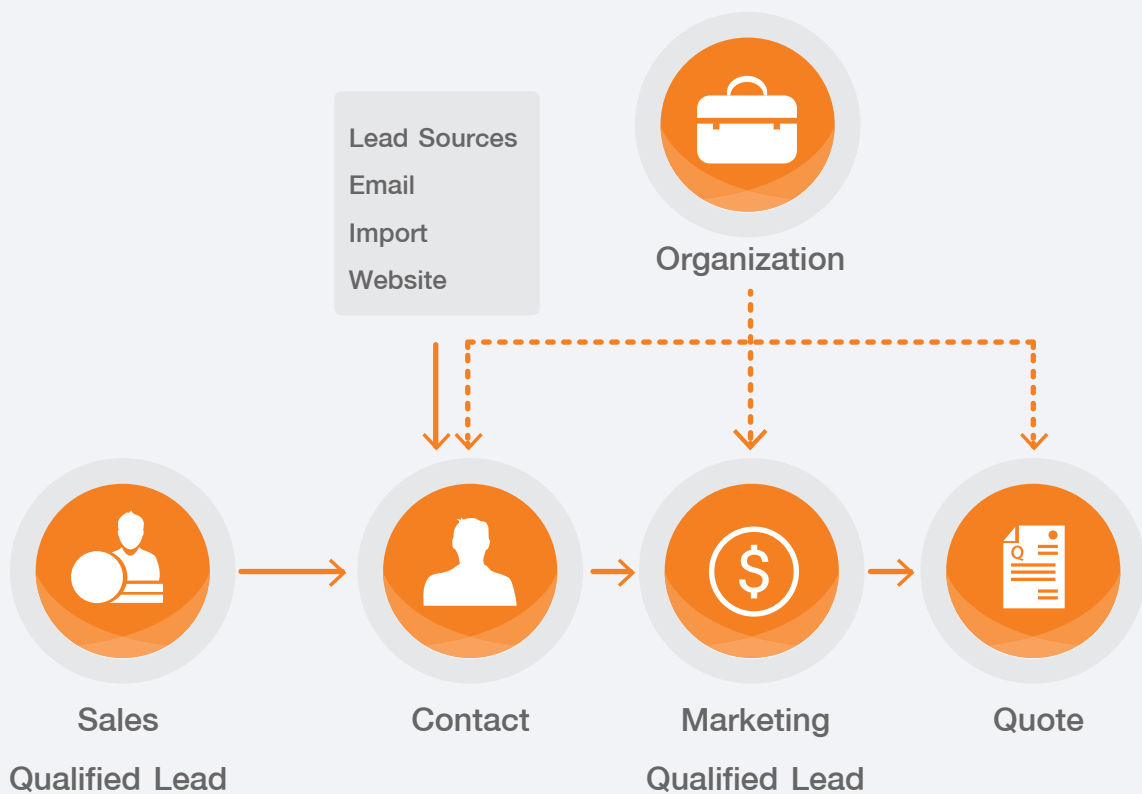 Lead Sources
Email
Import
Website
Organization
Q
Sales
Qualified Lead
Contact
Marketing
Qualified Lead
Quote